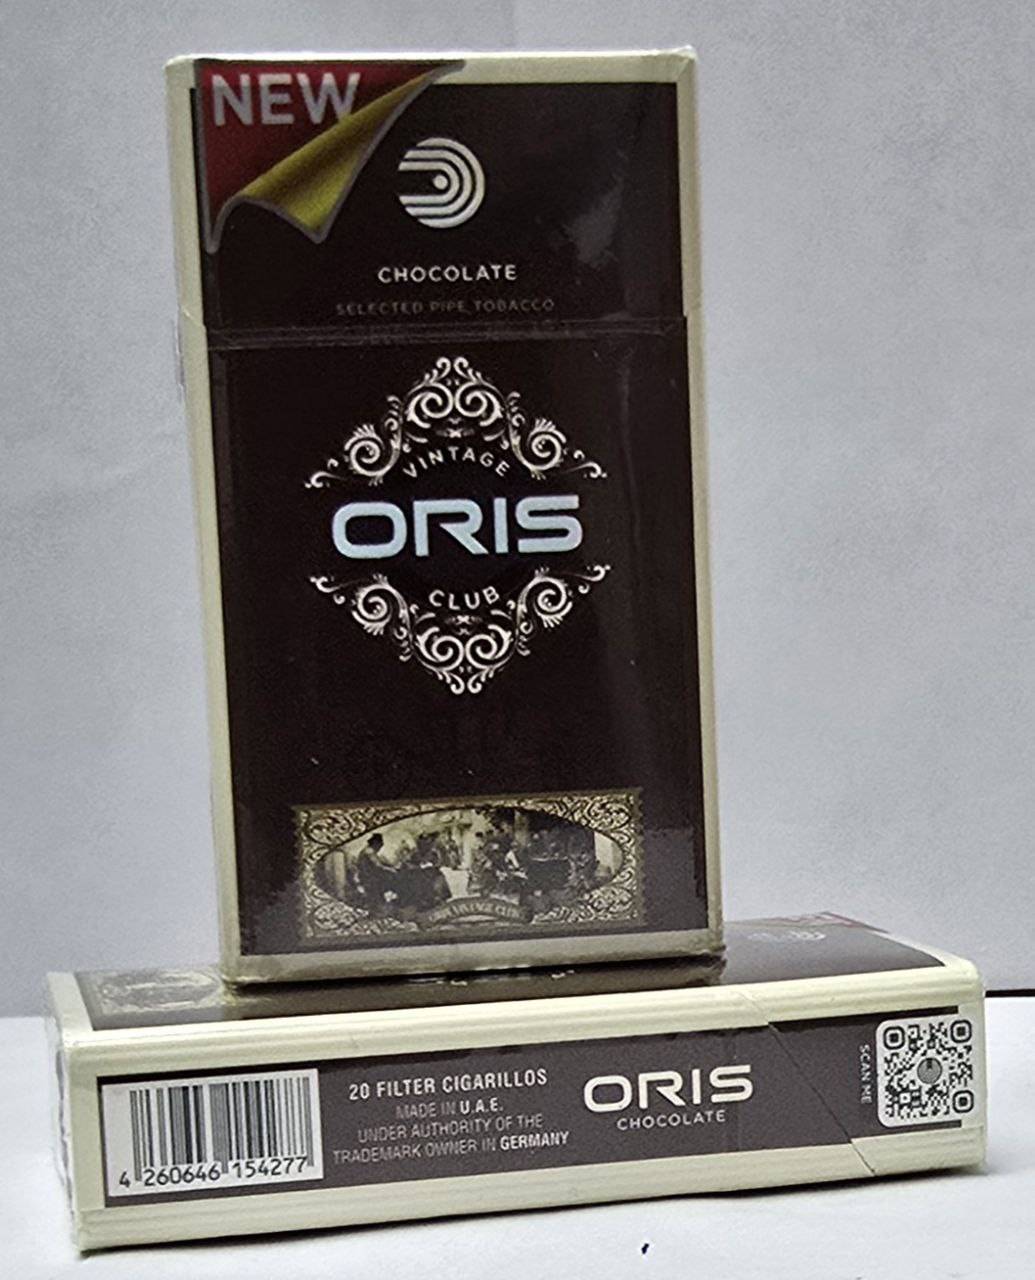 NEW
CHOCOLATE
SELECTED PIPE TOBACCO
VINTAGE
ORIS
CLUB
20 FILTER CIGARILLOS
MADE IN U.A.E.
UNDER AUTHORITY OF THE
TRADEMARK OWNER IN GERMANY
4 260646 154277
ORIS
CHOCOLATE
SCAN ME